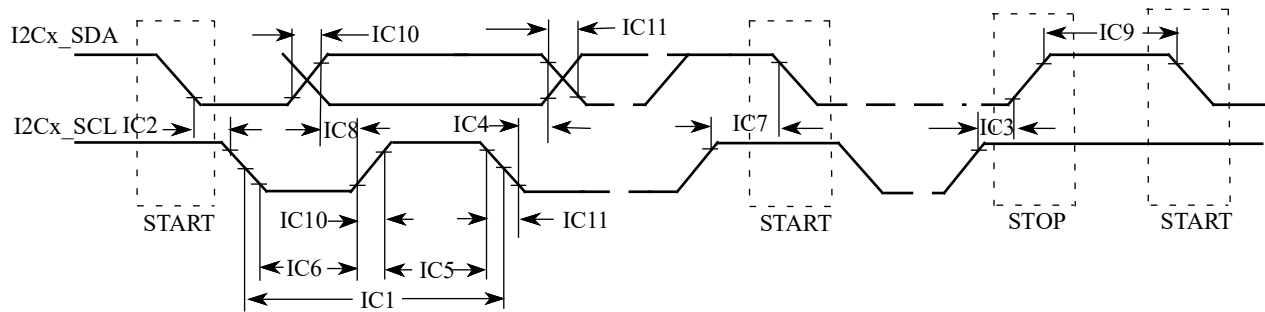 I2Cx_SDA
IC10
IC11
IC9
I2Cx_SCL
IC2
IC8
IC4
IC7
IC3
START
IC10
IC11
START
STOP
START
IC6
IC5
IC1